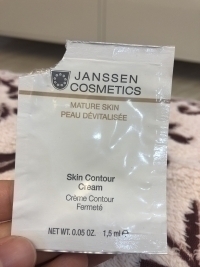 JANSSEN
COSMETICS
MATURE SKIN
PEAU DÉVITALISÉE
Skin Contour
Cream
Crème Contour
Fermeté
NET WT. 0.05 OZ. 1,5 ml ℮